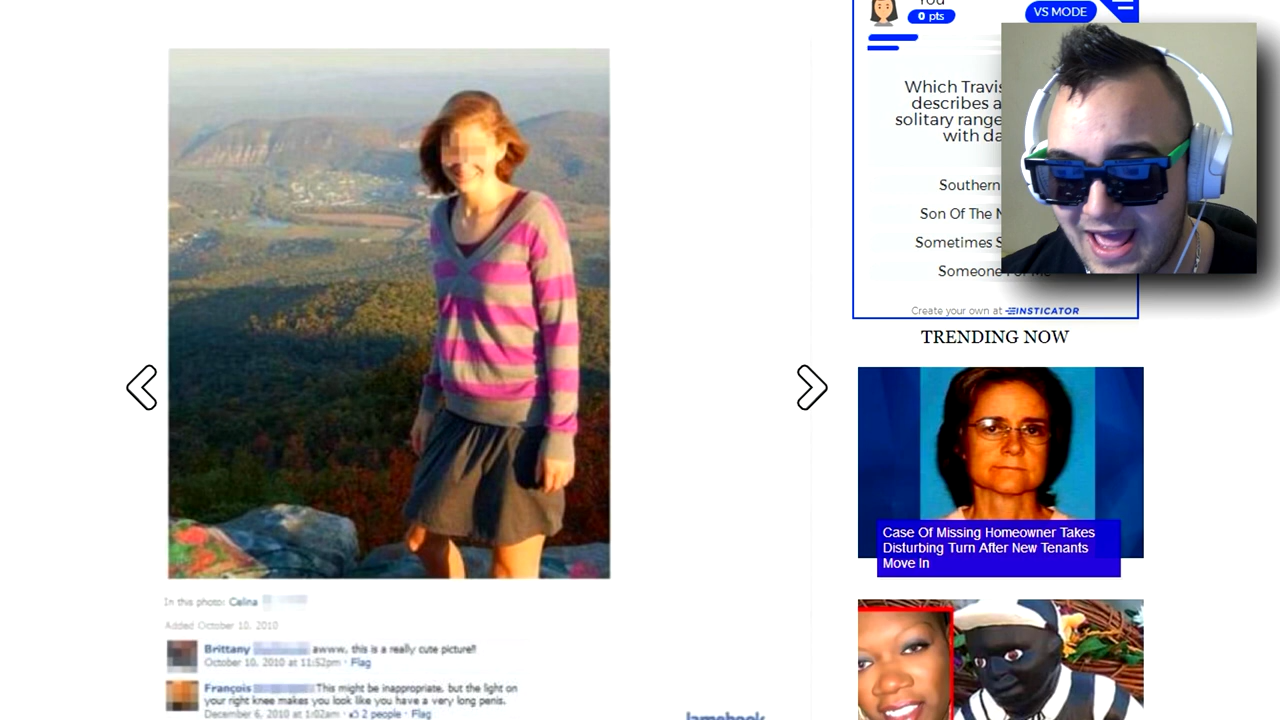 You
0 pts
VS MODE
Which Travis
describes a
solitary range
with da
Southern
Son Of The
Sometimes S
Someone
Create your own at INSTICATOR
TRENDING NOW
Case Of Missing Homeowner Takes
Disturbing Turn After New Tenants
Move In
In this photo: Celina
Added October 10, 2010
Brittany awww, this is a really cute picture!!
October 10, 2010 at 11:52pm · Flag
François This might be inappropriate, but the light on
your right knee makes you look like you have a very long penis.
December 6, 2010 at 1:02am · 2 people · Flag
lamebook